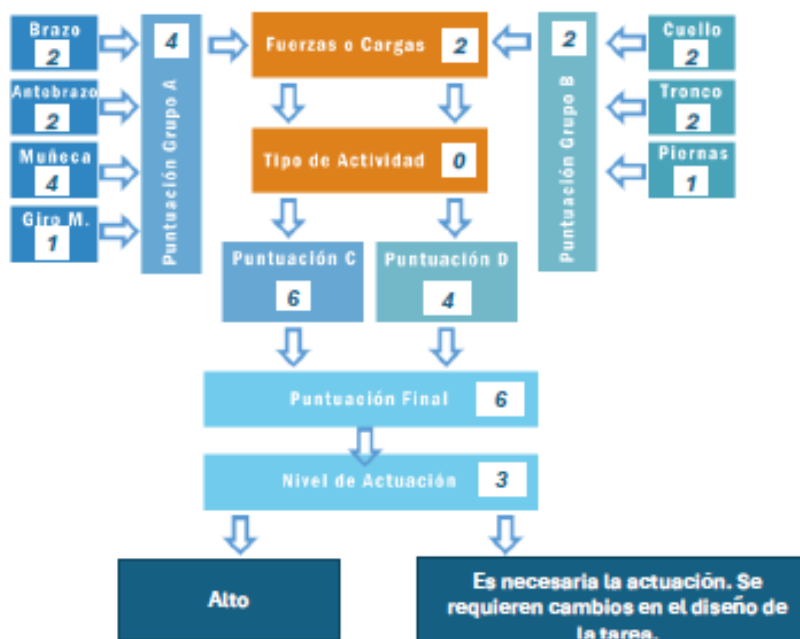 Brazo
2
Antebrazo
2
Muñeca
4
Giro M.
1
Puntuación Grupo A
4
Fuerzas o Cargas 2
Tipo de Actividad 0
Puntuación Grupo B
2
Cuello
2
Tronco
2
Piernas
1
Puntuación C
6
Puntuación D
4
Puntuación Final 6
Nivel de Actuación 3
Alto
Es necesaria la actuación. Se
requieren cambios en el diseño de
la tarea.